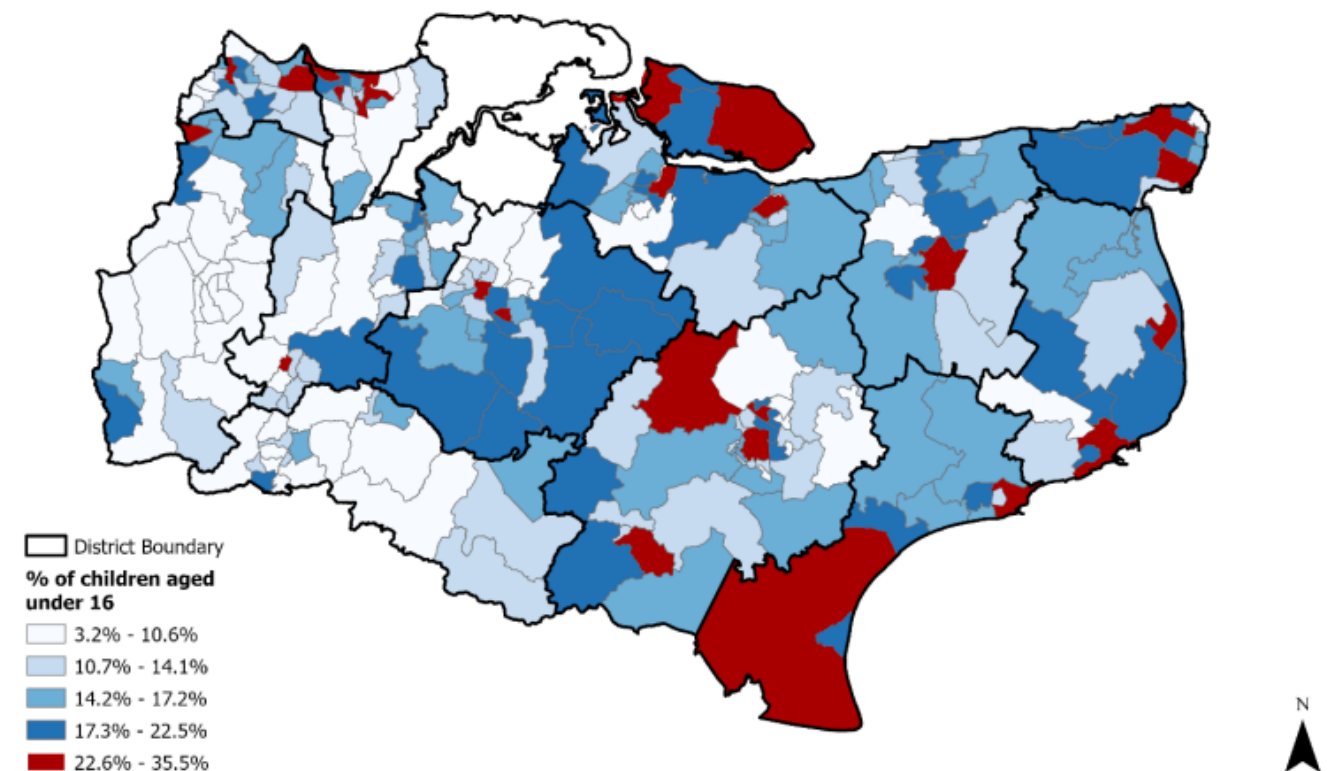 District Boundary
% of children aged
under 16
3.2% - 10.6%
10.7% - 14.1%
14.2% - 17.2%
17.3% - 22.5%
22.6% - 35.5%
N